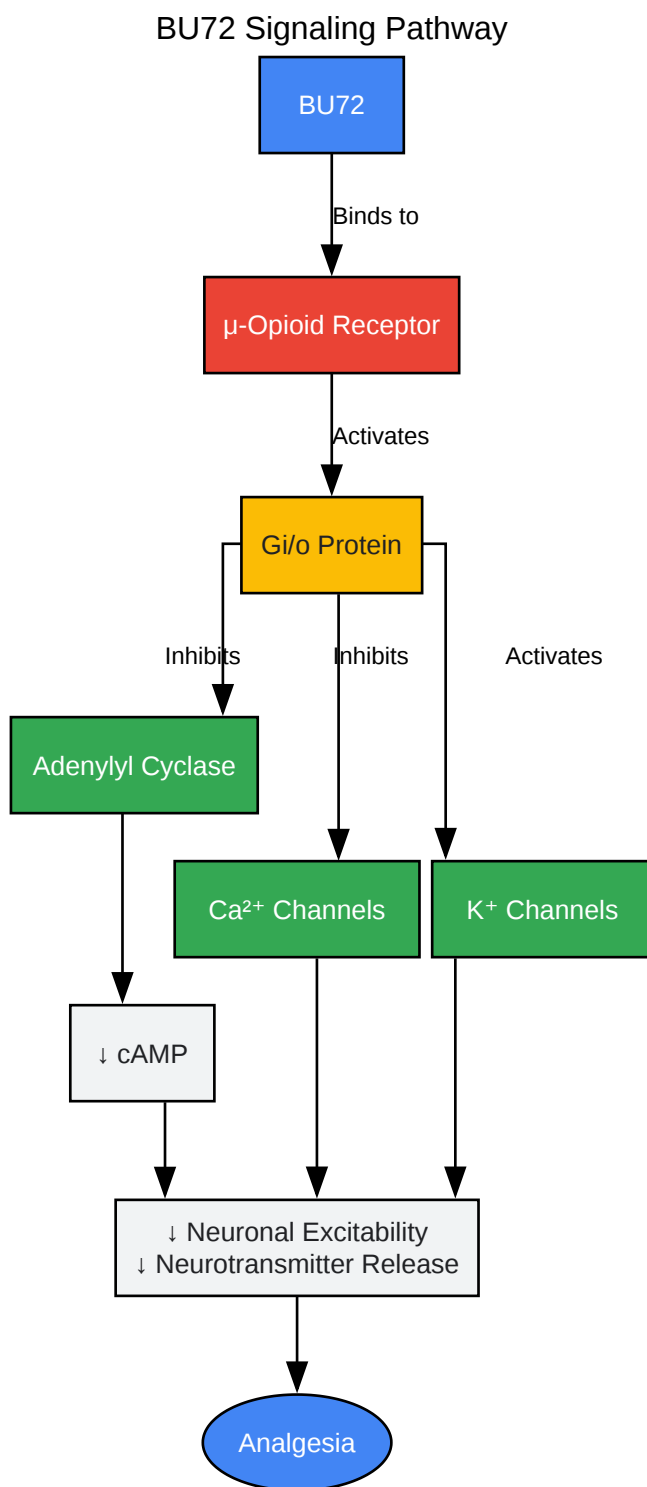 BU72 Signaling Pathway
BU72
Binds to
μ-Opioid Receptor
Activates
Gi/o Protein
Inhibits
Inhibits
Activates
Adenylyl Cyclase
Ca²⁺ Channels
K⁺ Channels
↓ cAMP
↓ Neuronal Excitability
↓ Neurotransmitter Release
Analgesia